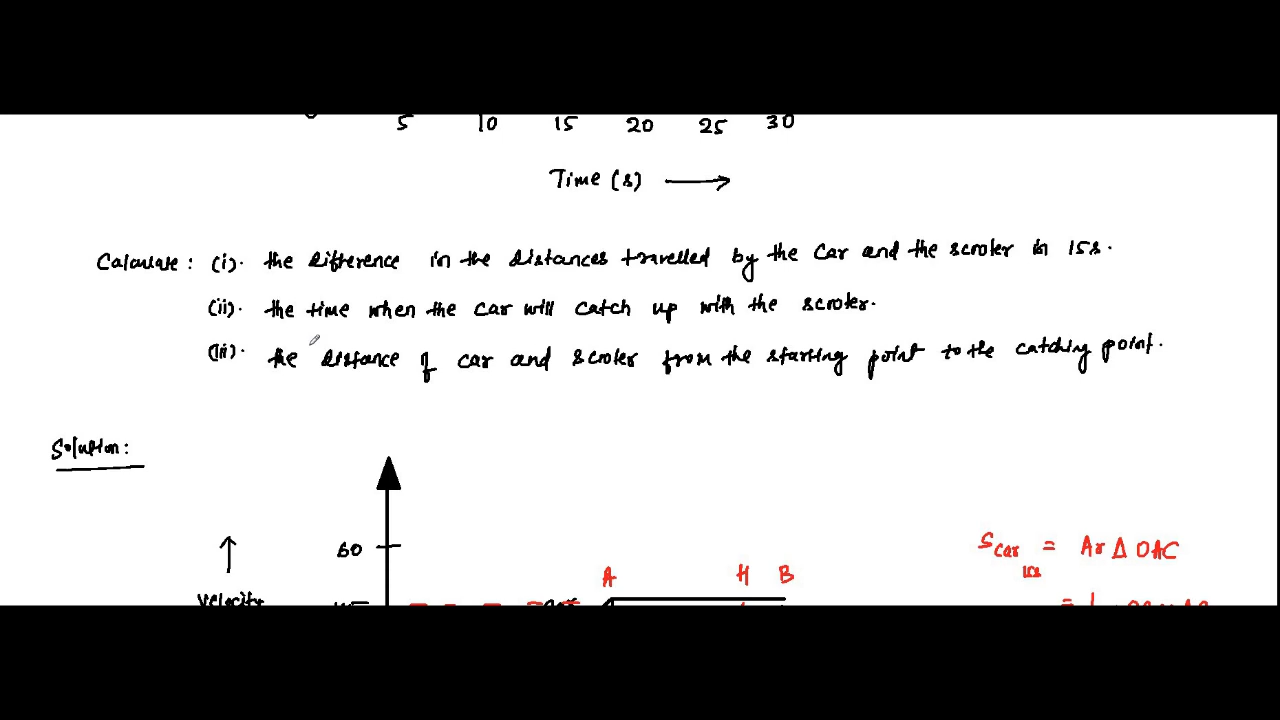 5 10 15 20 25 30
Time (s)
Calculate : (i). the difference in the distances travelled by the car and the scooter in 15s.
(ii). the time when the car will catch up with the scooter.
(iii). the distance of car and scooter from the starting point to the catching point.
Solution :
60
S car = Ar Δ OAC
15s
A H B
Velocity
Car